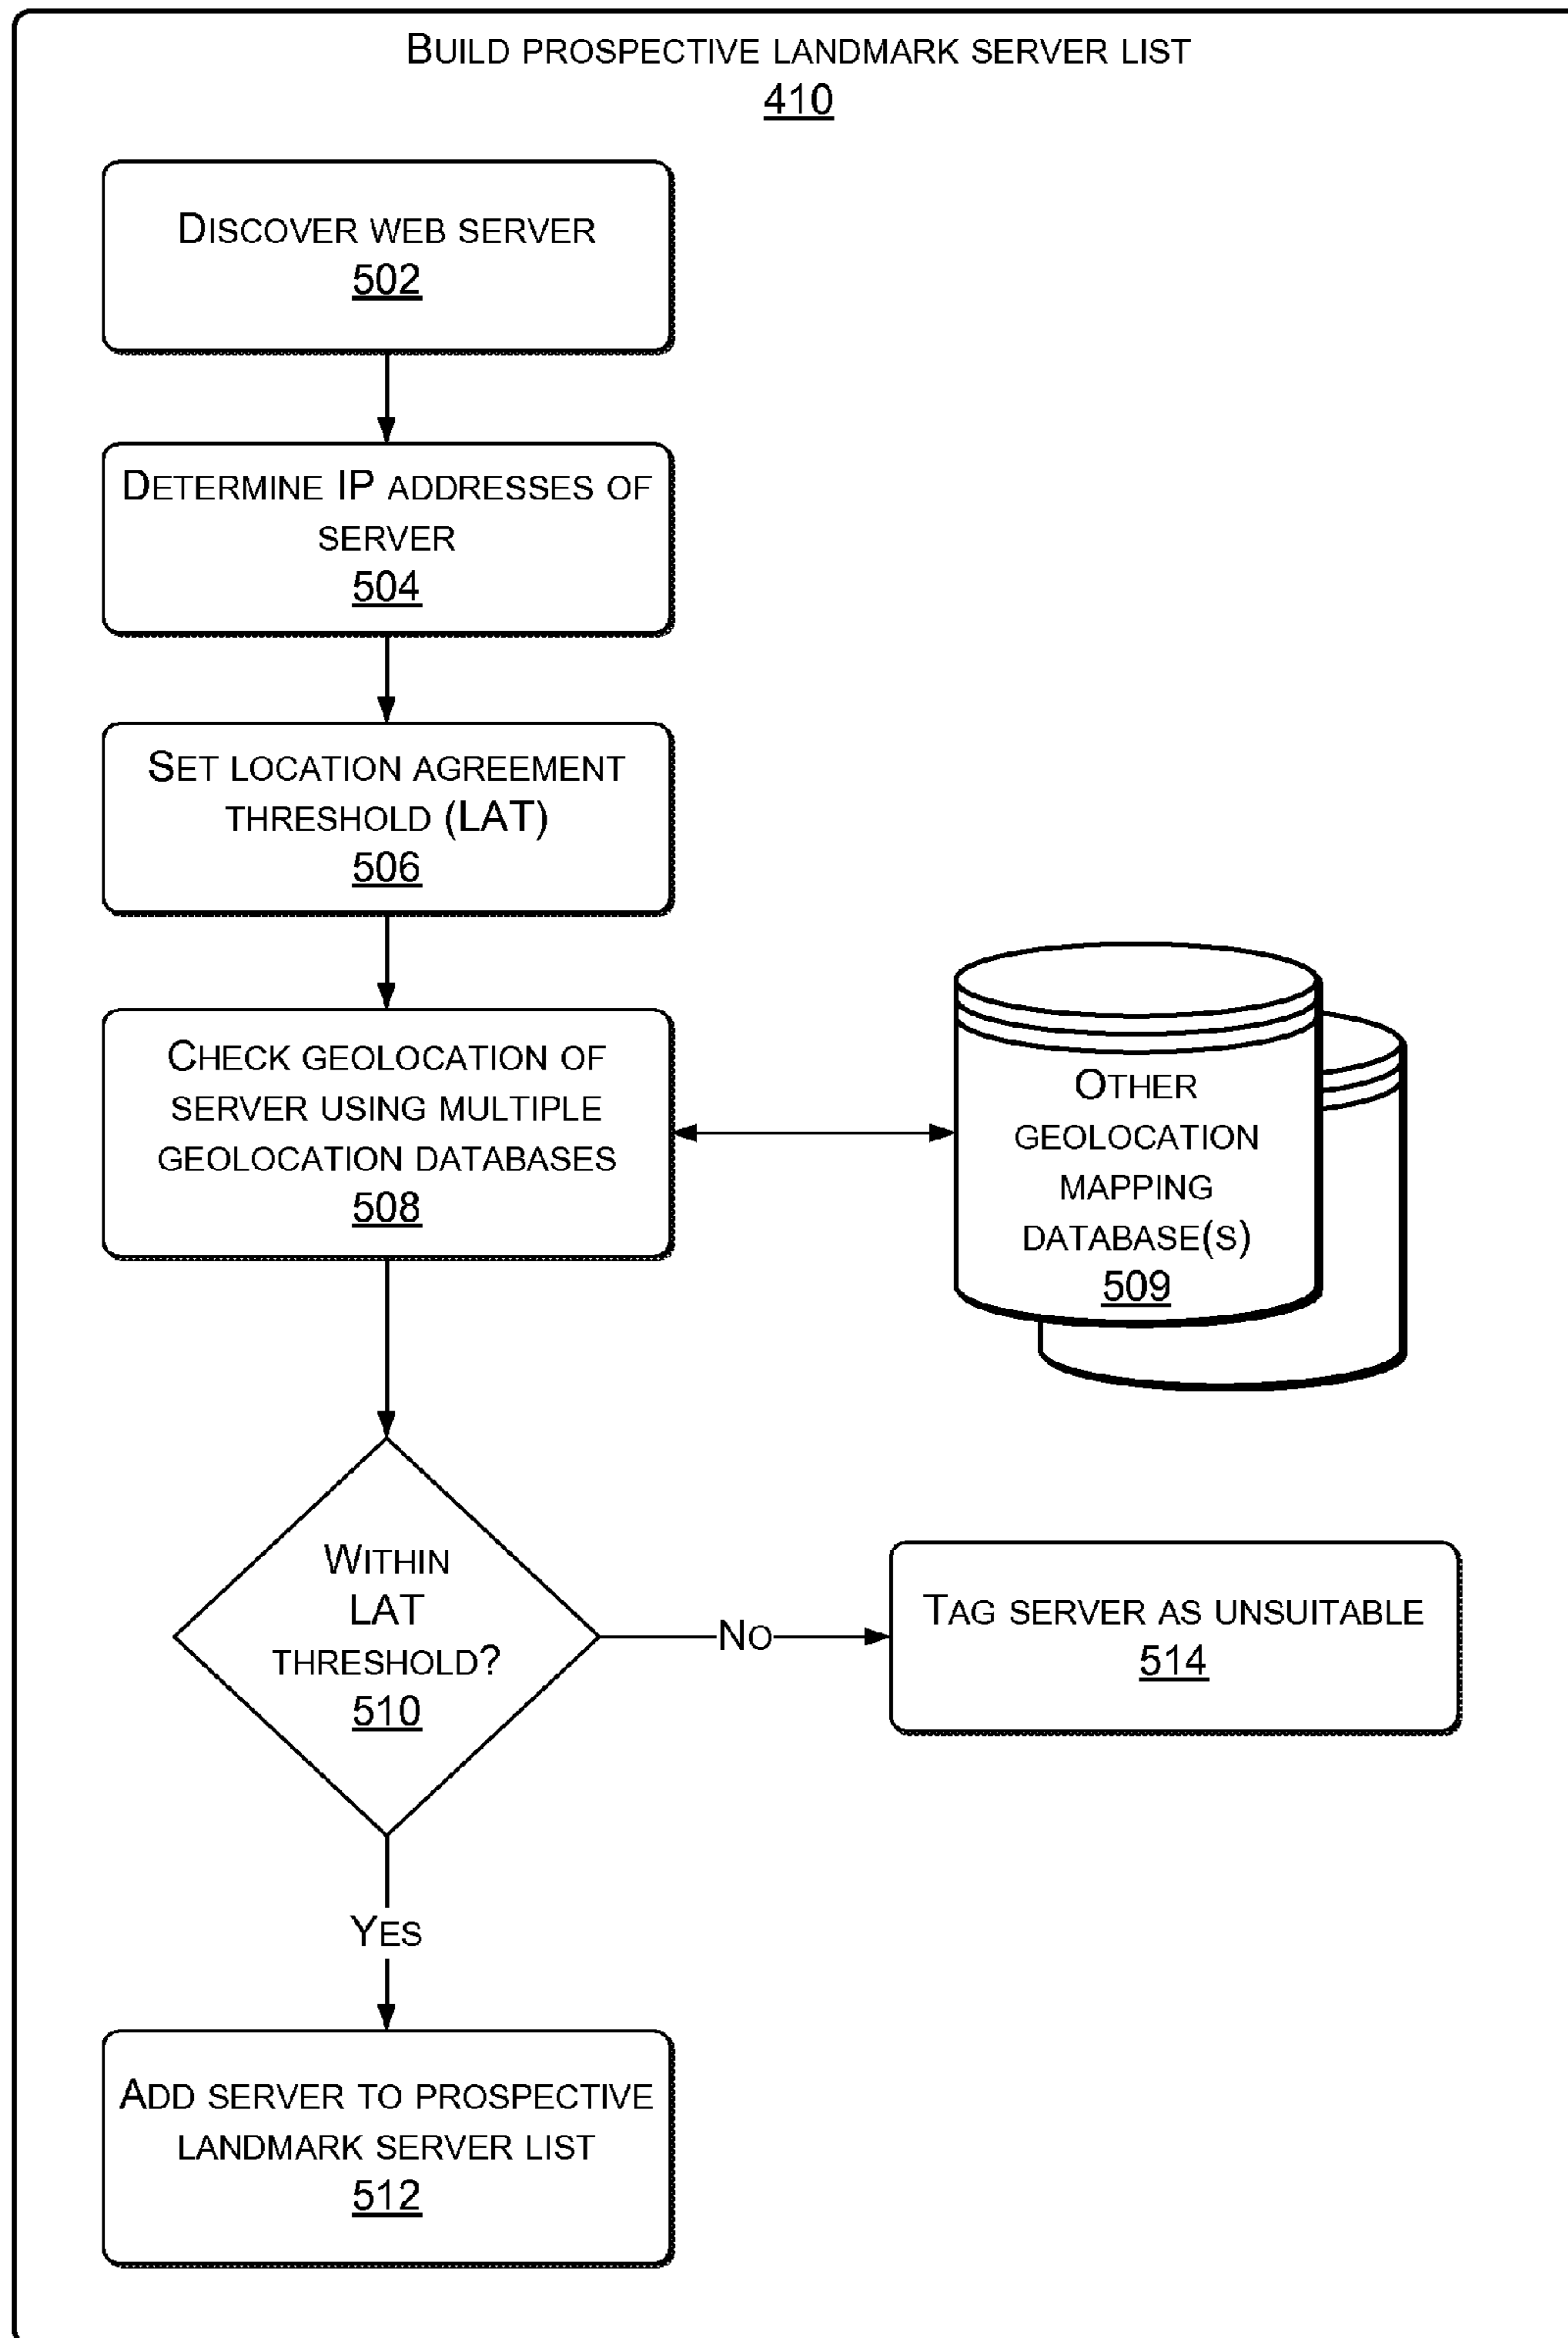 Build prospective landmark server list
410
Discover web server
502
Determine IP addresses of
server
504
Set location agreement
threshold (LAT)
506
Check geolocation of
server using multiple
geolocation databases
508
Other
geolocation
mapping
database(s)
509
Within
LAT
threshold?
510
No
Tag server as unsuitable
514
Yes
Add server to prospective
landmark server list
512